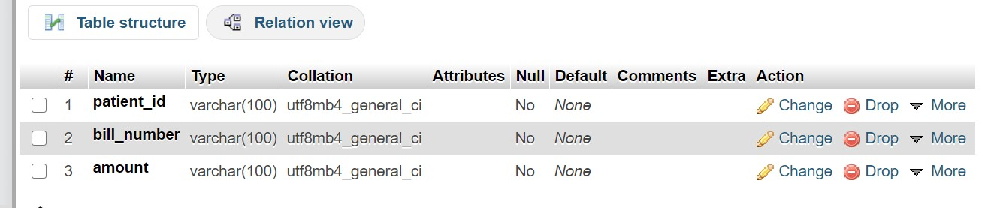 Table structure Relation view
# Name Type Collation Attributes Null Default Comments Extra Action
1 patient_id varchar(100) utf8mb4_general_ci No None Change Drop More
2 bill_number varchar(100) utf8mb4_general_ci No None Change Drop More
3 amount varchar(100) utf8mb4_general_ci No None Change Drop More